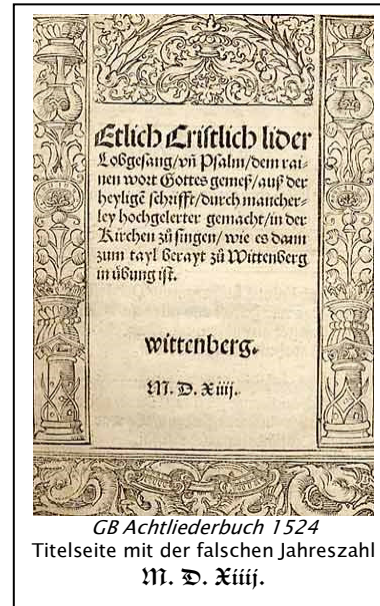 Etlich Cristlich lider
Lobgesang/vñ Psalm/dem rai-
nen wort Gottes gemeß/auß der
heyligẽ schrifft/durch mancher-
ley hochgelerter gemacht/in der
Kirchen zů singen/wie es dann
zum tayl berayt zů Wittenberg
in übung ist.
wittenberg.
M. D. Xiiij.
GB Achtliederbuch 1524
Titelseite mit der falschen Jahreszahl
M. D. Xiiij.